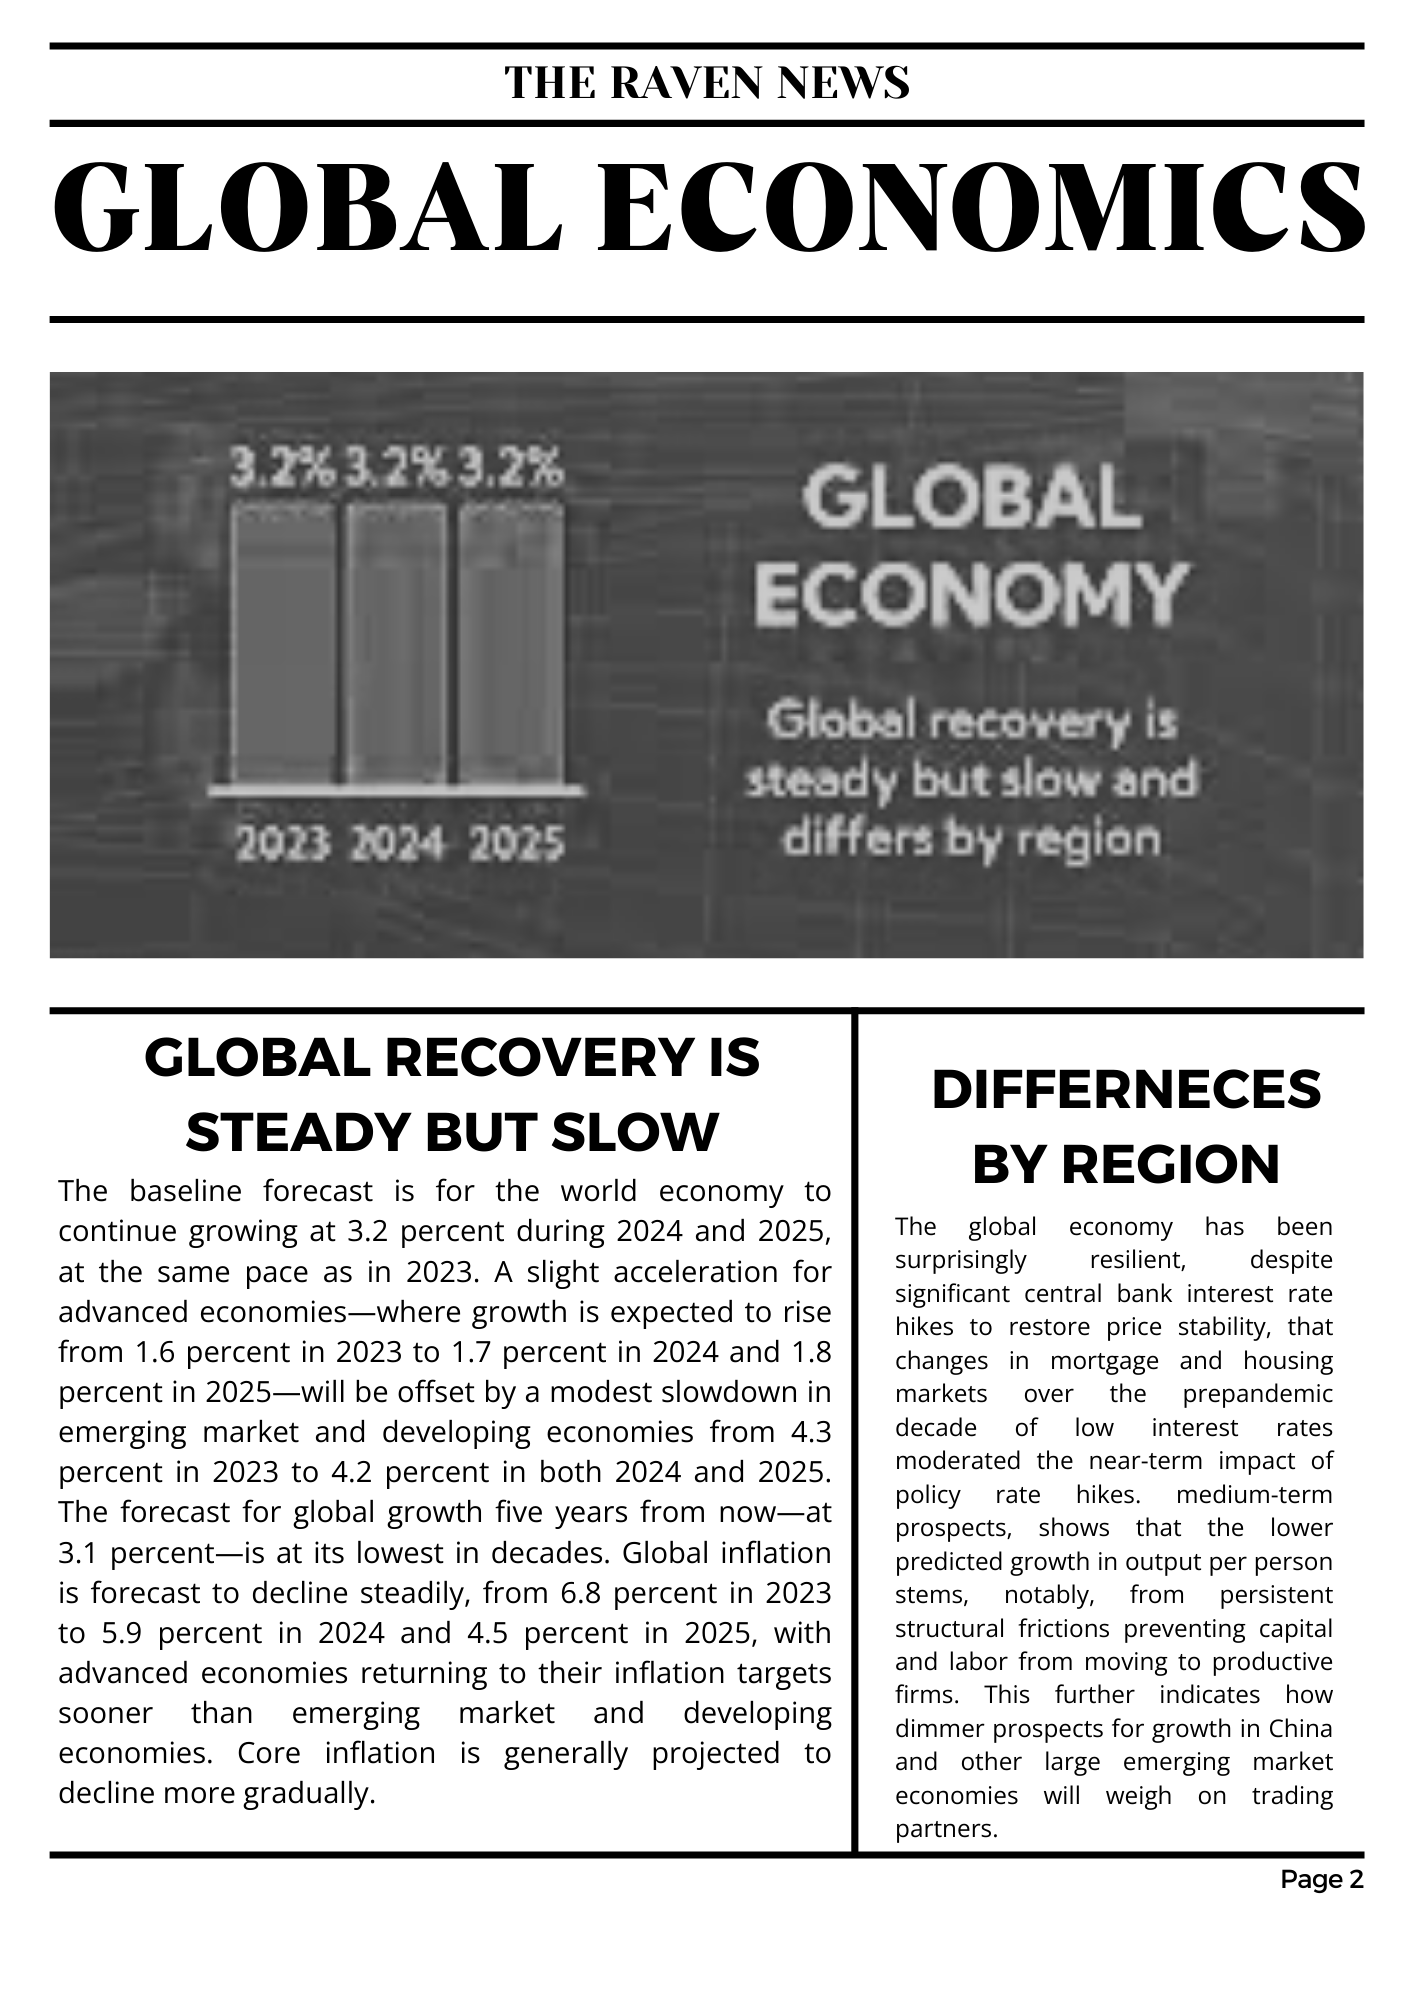 THE RAVEN NEWS
GLOBAL ECONOMICS
3.2% 3.2% 3.2%
2023 2024 2025
GLOBAL
ECONOMY
Global recovery is
steady but slow and
differs by region
GLOBAL RECOVERY IS
STEADY BUT SLOW
The baseline forecast is for the world economy to
continue growing at 3.2 percent during 2024 and 2025,
at the same pace as in 2023. A slight acceleration for
advanced economies—where growth is expected to rise
from 1.6 percent in 2023 to 1.7 percent in 2024 and 1.8
percent in 2025—will be offset by a modest slowdown in
emerging market and developing economies from 4.3
percent in 2023 to 4.2 percent in both 2024 and 2025.
The forecast for global growth five years from now—at
3.1 percent—is at its lowest in decades. Global inflation
is forecast to decline steadily, from 6.8 percent in 2023
to 5.9 percent in 2024 and 4.5 percent in 2025, with
advanced economies returning to their inflation targets
sooner than emerging market and developing
economies. Core inflation is generally projected to
decline more gradually.
DIFFERNECES
BY REGION
The global economy has been
surprisingly resilient, despite
significant central bank interest rate
hikes to restore price stability, that
changes in mortgage and housing
markets over the prepandemic
decade of low interest rates
moderated the near-term impact of
policy rate hikes. medium-term
prospects, shows that the lower
predicted growth in output per person
stems, notably, from persistent
structural frictions preventing capital
and labor from moving to productive
firms. This further indicates how
dimmer prospects for growth in China
and other large emerging market
economies will weigh on trading
partners.
Page 2